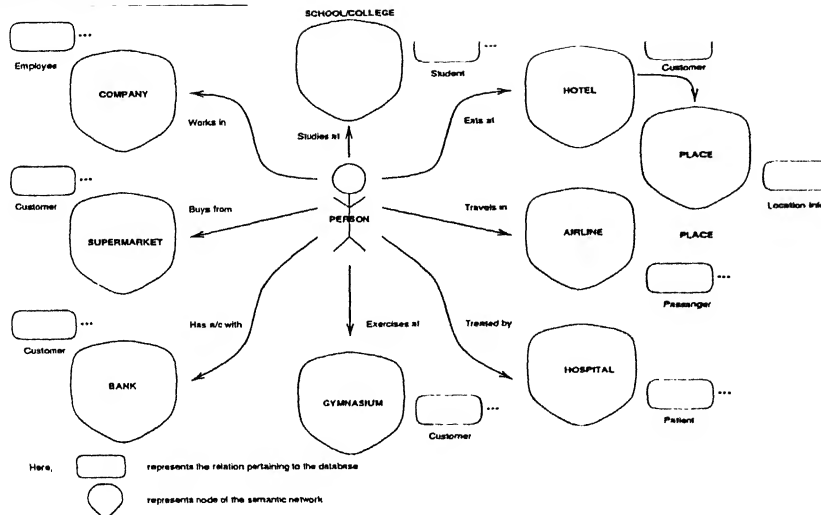 SCHOOL/COLLEGE
Employee
COMPANY
Works in
Studies at
Student
Eats at
HOTEL
Customer
PLACE
Location Info
Customer
SUPERMARKET
Buys from
PERSON
Travels in
AIRLINE
PLACE
Passanger
Customer
BANK
Has a/c with
Exercises at
GYMNASIUM
Customer
Treated by
HOSPITAL
Patient
Here,
represents the relation pertaining to the database
represents node of the semantic network